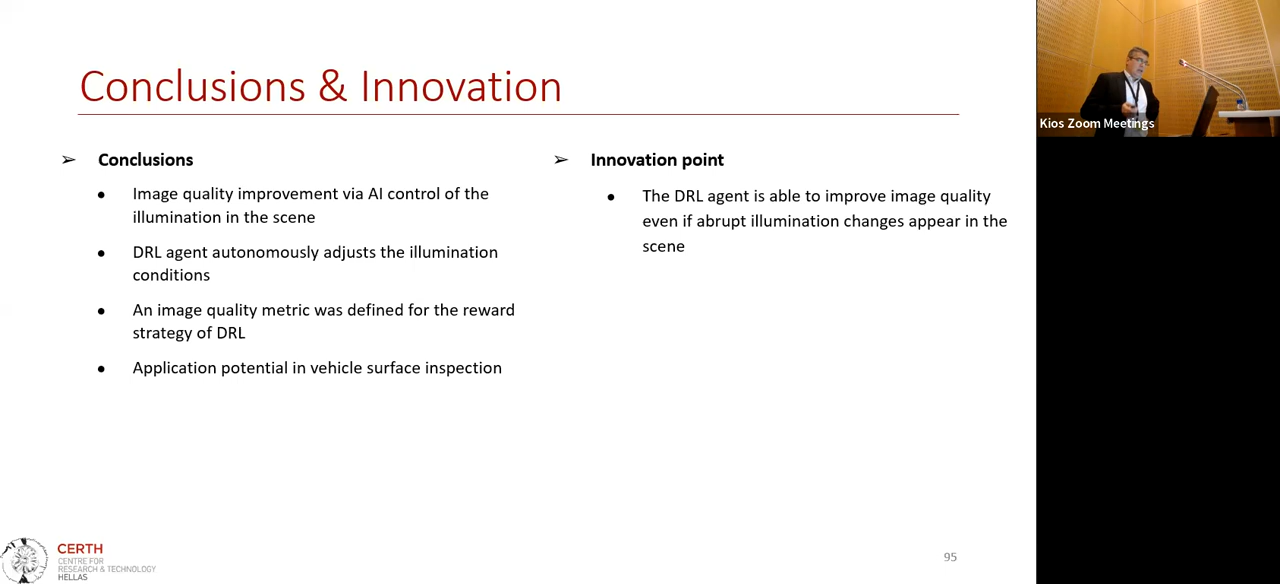 Conclusions & Innovation
➢ Conclusions
• Image quality improvement via AI control of the
illumination in the scene
• DRL agent autonomously adjusts the illumination
conditions
• An image quality metric was defined for the reward
strategy of DRL
• Application potential in vehicle surface inspection
➢ Innovation point
• The DRL agent is able to improve image quality
even if abrupt illumination changes appear in the
scene
Kios Zoom Meetings
CERTH
CENTRE FOR
RESEARCH & TECHNOLOGY
HELLAS
95